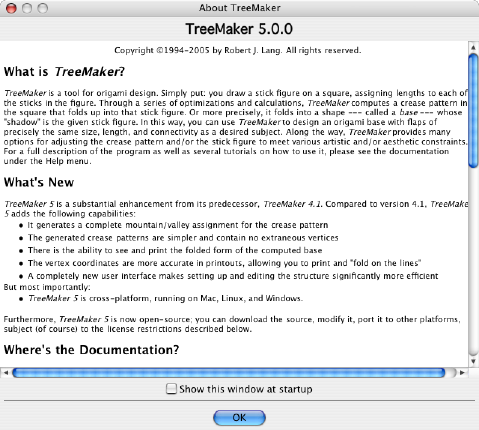 About TreeMaker
TreeMaker 5.0.0
Copyright ©1994-2005 by Robert J. Lang. All rights reserved.
What is TreeMaker?
TreeMaker is a tool for origami design. Simply put: you draw a stick figure on a square, assigning lengths to each of
the sticks in the figure. Through a series of optimizations and calculations, TreeMaker computes a crease pattern in
the square that folds up into that stick figure. Or more precisely, it folds into a shape --- called a base --- whose
"shadow" is the given stick figure. In this way, you can use TreeMaker to design an origami base with flaps of
precisely the same size, length, and connectivity as a desired subject. Along the way, TreeMaker provides many
options for adjusting the crease pattern and/or the stick figure to meet various artistic and/or aesthetic constraints.
For a full description of the program as well as several tutorials on how to use it, please see the documentation
under the Help menu.
What's New
TreeMaker 5 is a substantial enhancement from its predecessor, TreeMaker 4.1. Compared to version 4.1, TreeMake
5 adds the following capabilities:
• It generates a complete mountain/valley assignment for the crease pattern
• The generated crease patterns are simpler and contain no extraneous vertices
• There is the ability to see and print the folded form of the computed base
• The vertex coordinates are more accurate in printouts, allowing you to print and "fold on the lines"
• A completely new user interface makes setting up and editing the structure significantly more efficient
But most importantly:
• TreeMaker 5 is cross-platform, running on Mac, Linux, and Windows.
Furthermore, TreeMaker 5 is now open-source; you can download the source, modify it, port it to other platforms,
subject (of course) to the license restrictions described below.
Where's the Documentation?
Show this window at startup
OK